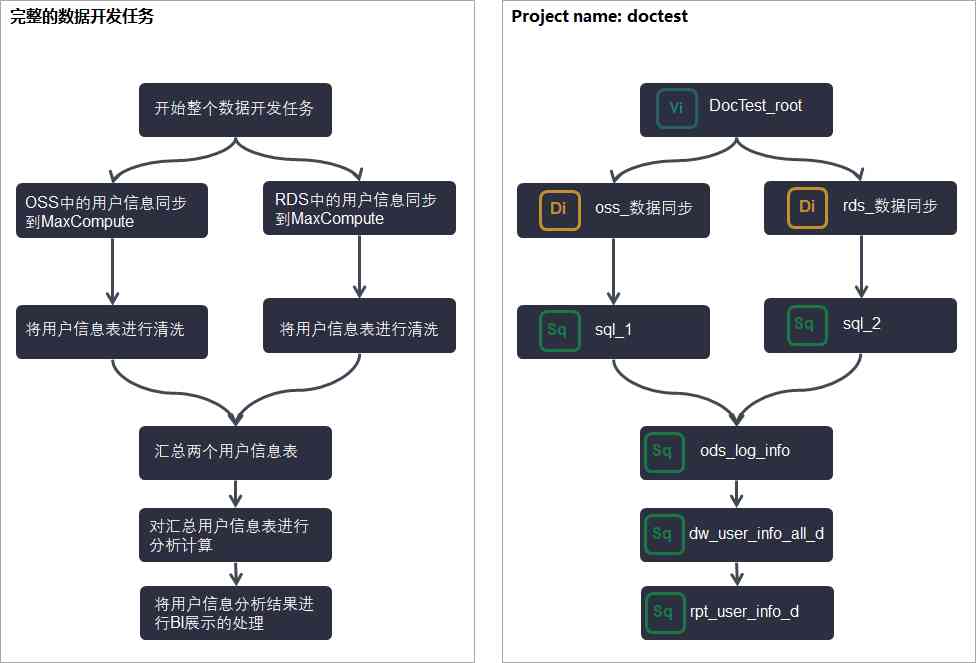 完整的数据开发任务
开始整个数据开发任务
OSS中的用户信息同步
到MaxCompute
RDS中的用户信息同步
到MaxCompute
将用户信息表进行清洗
将用户信息表进行清洗
汇总两个用户信息表
对汇总用户信息表进行
分析计算
将用户信息分析结果进
行BI展示的处理
Project name: doctest
Vi DocTest_root
Di oss_数据同步
Di rds_数据同步
Sq sql_1
Sq sql_2
Sq ods_log_info
Sq dw_user_info_all_d
Sq rpt_user_info_d